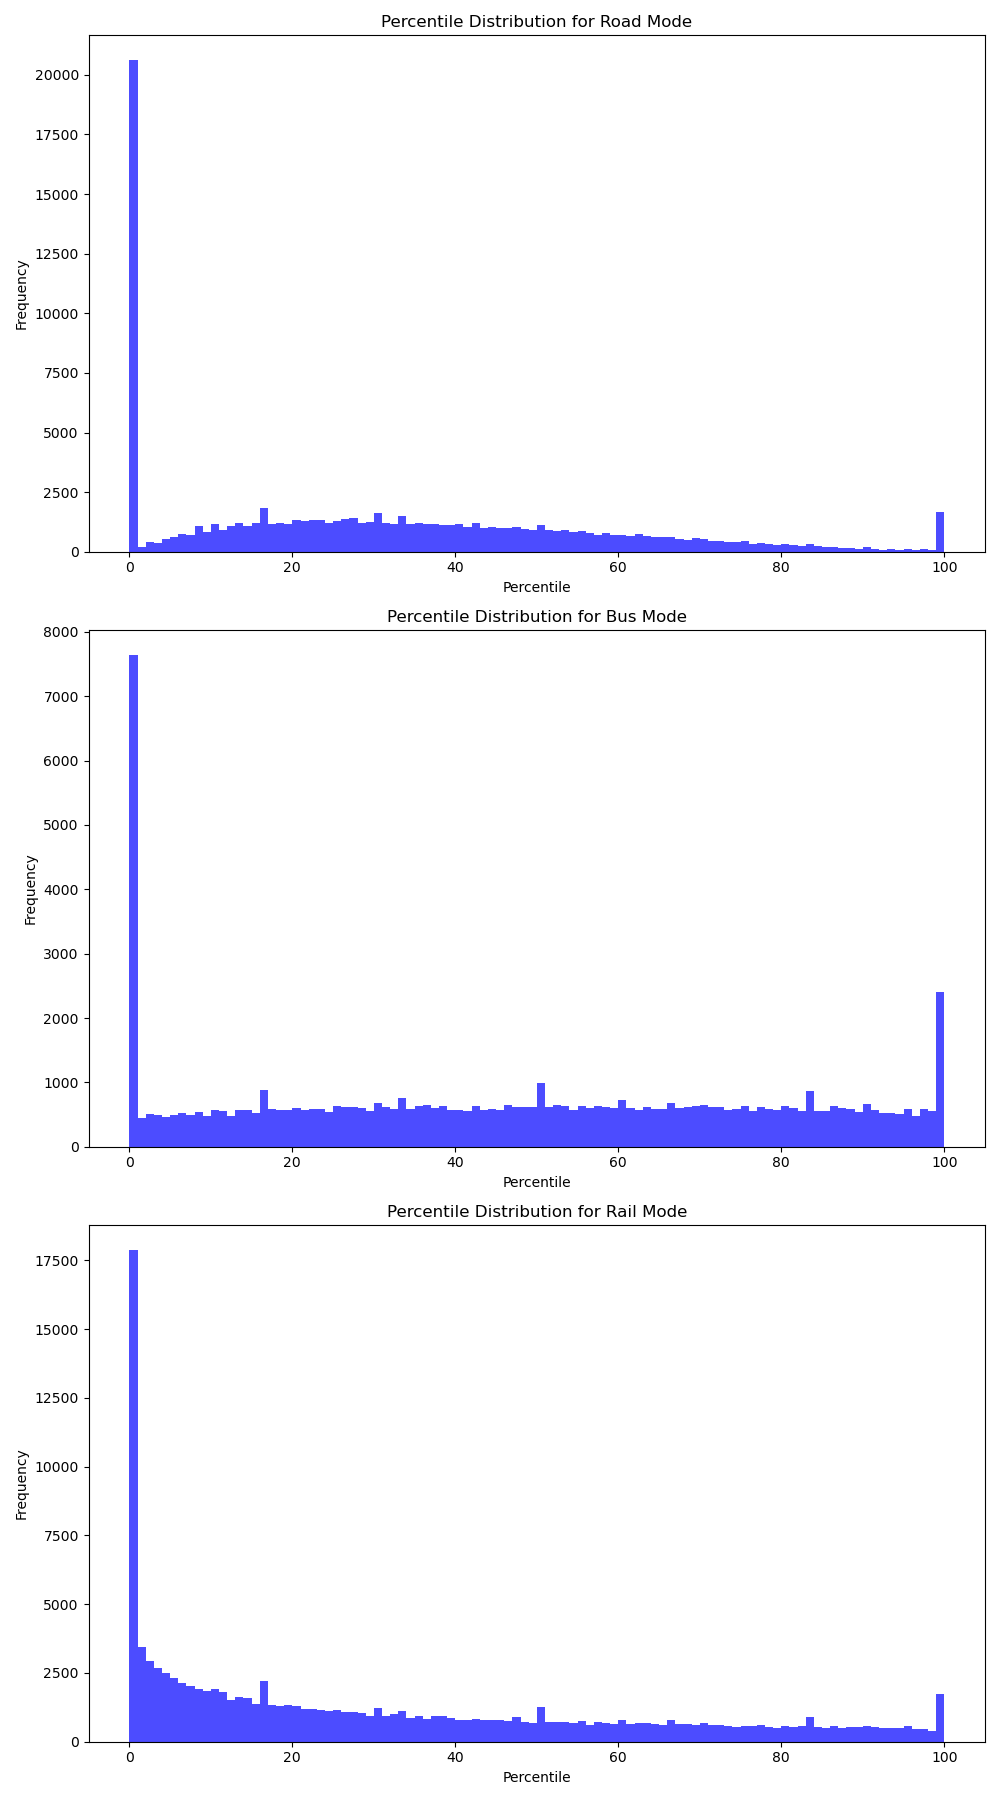 Percentile Distribution for Road Mode
20000
17500
15000
12500
10000
7500
5000
2500
0
Frequency
0 20 40 60 80 100
Percentile
Percentile Distribution for Bus Mode
8000
7000
6000
5000
4000
3000
2000
1000
0
Frequency
0 20 40 60 80 100
Percentile
Percentile Distribution for Rail Mode
17500
15000
12500
10000
7500
5000
2500
0
Frequency
0 20 40 60 80 100
Percentile